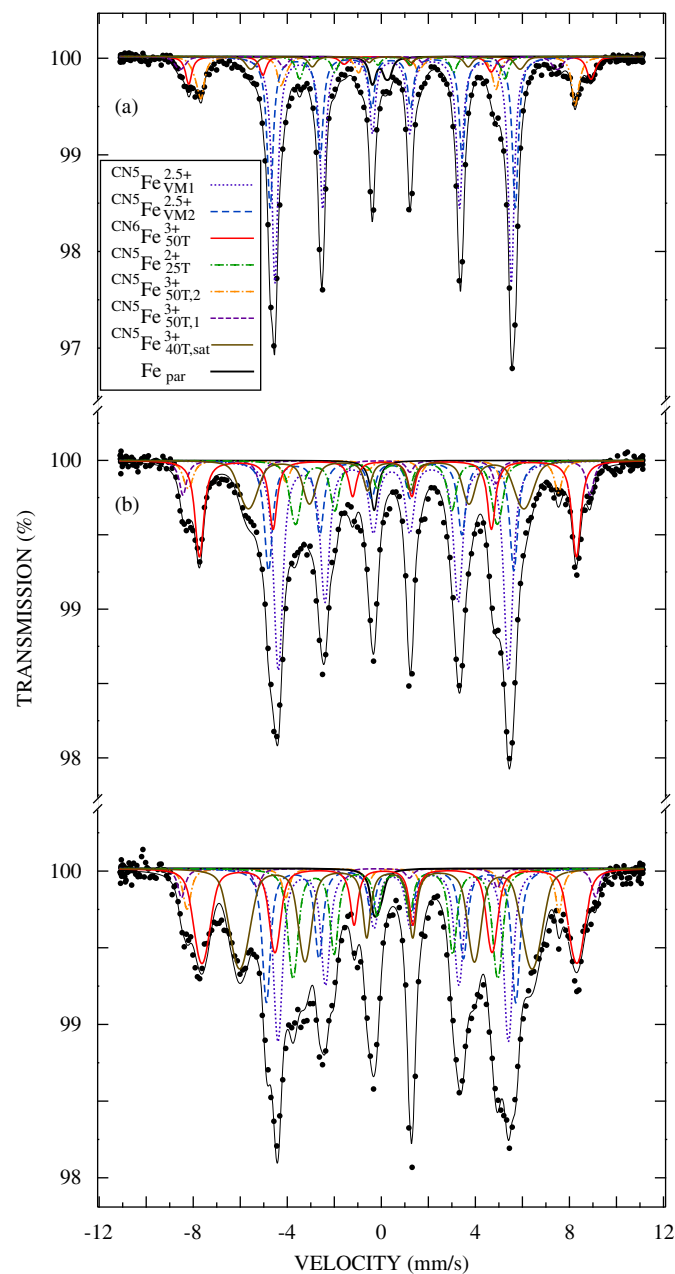 100
(a)
99
98
97
CN5Fe2.5+VM1
CN5Fe2.5+VM2
CN6Fe3+50T
CN5Fe2+25T
CN5Fe3+50T,2
CN5Fe3+50T,1
CN5Fe3+40T,sat
Fe par
100
(b)
99
98
TRANSMISSION (%)
100
99
98
-12 -8 -4 0 4 8 12
VELOCITY (mm/s)